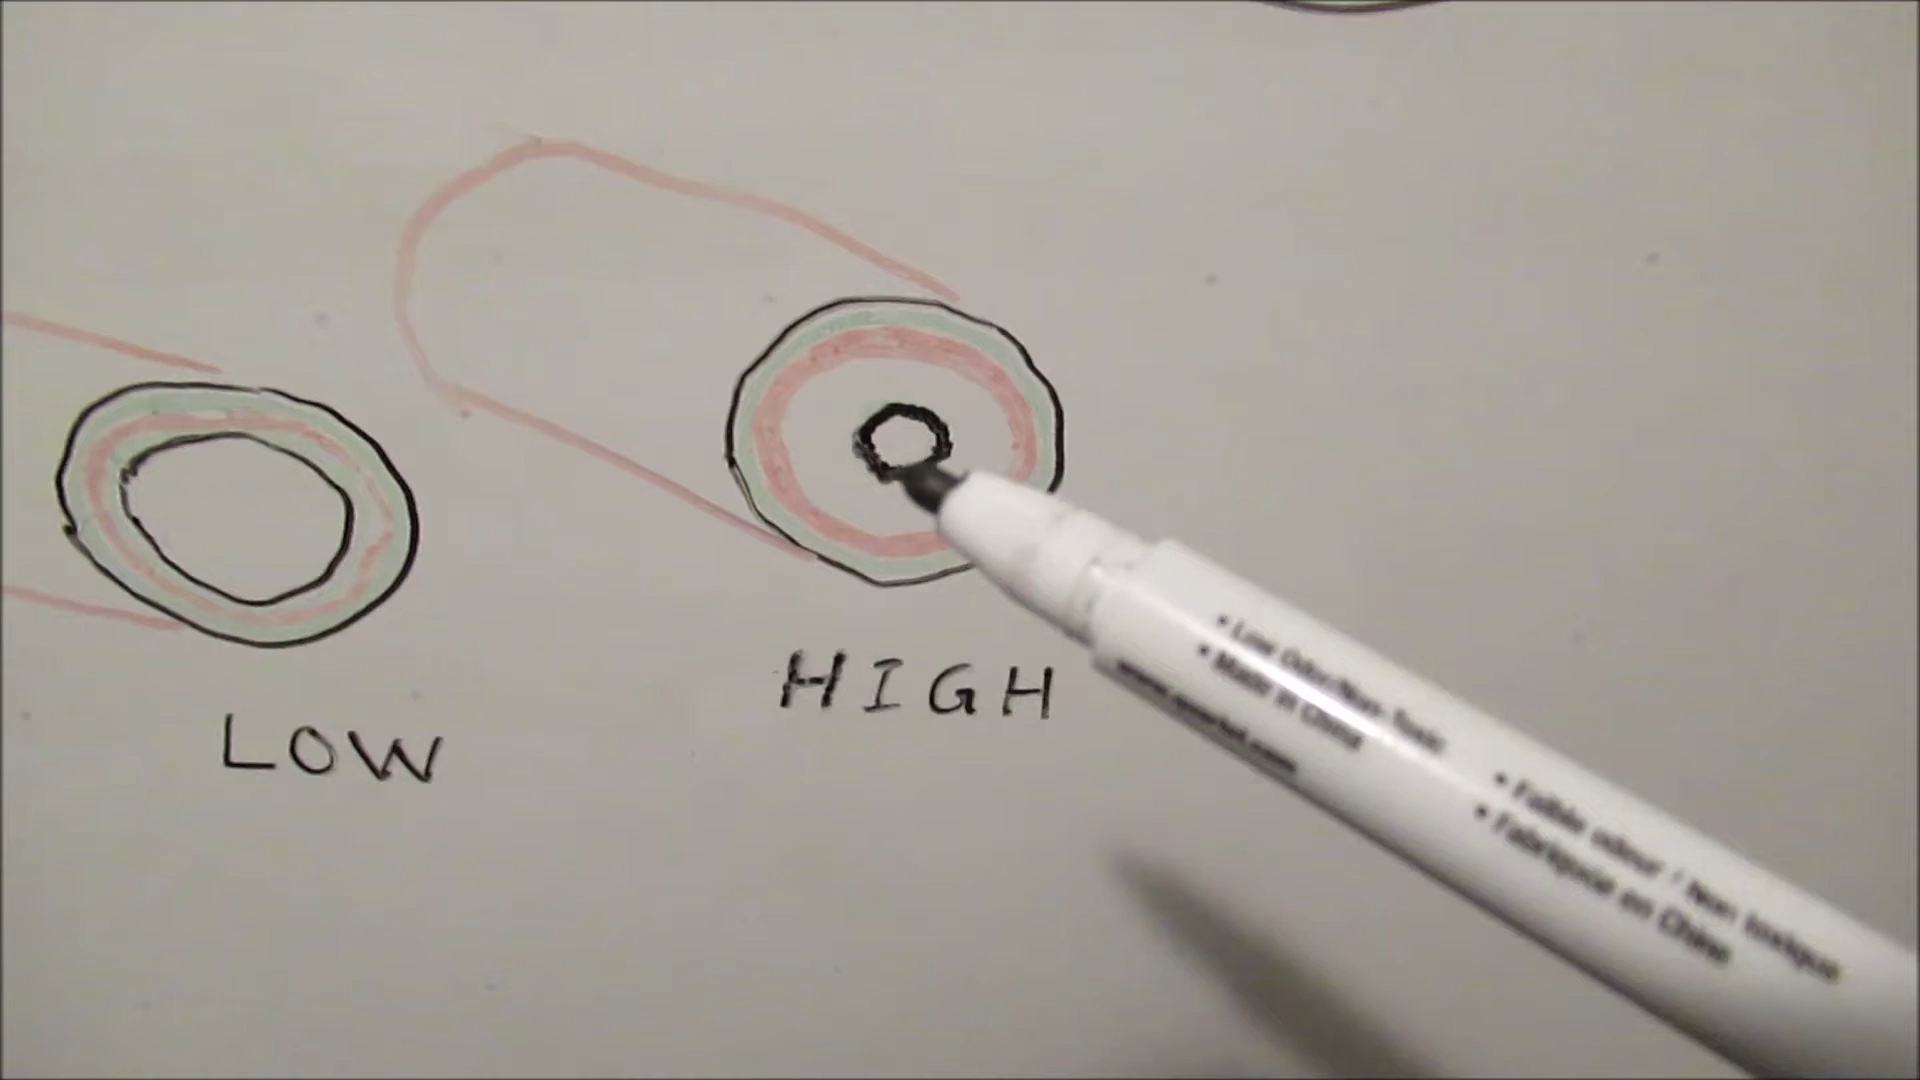 LOW
HIGH
• Low Odor/Non-Toxic
• Made in China
• Faible odeur / Non toxique
• Fabriqué en Chine